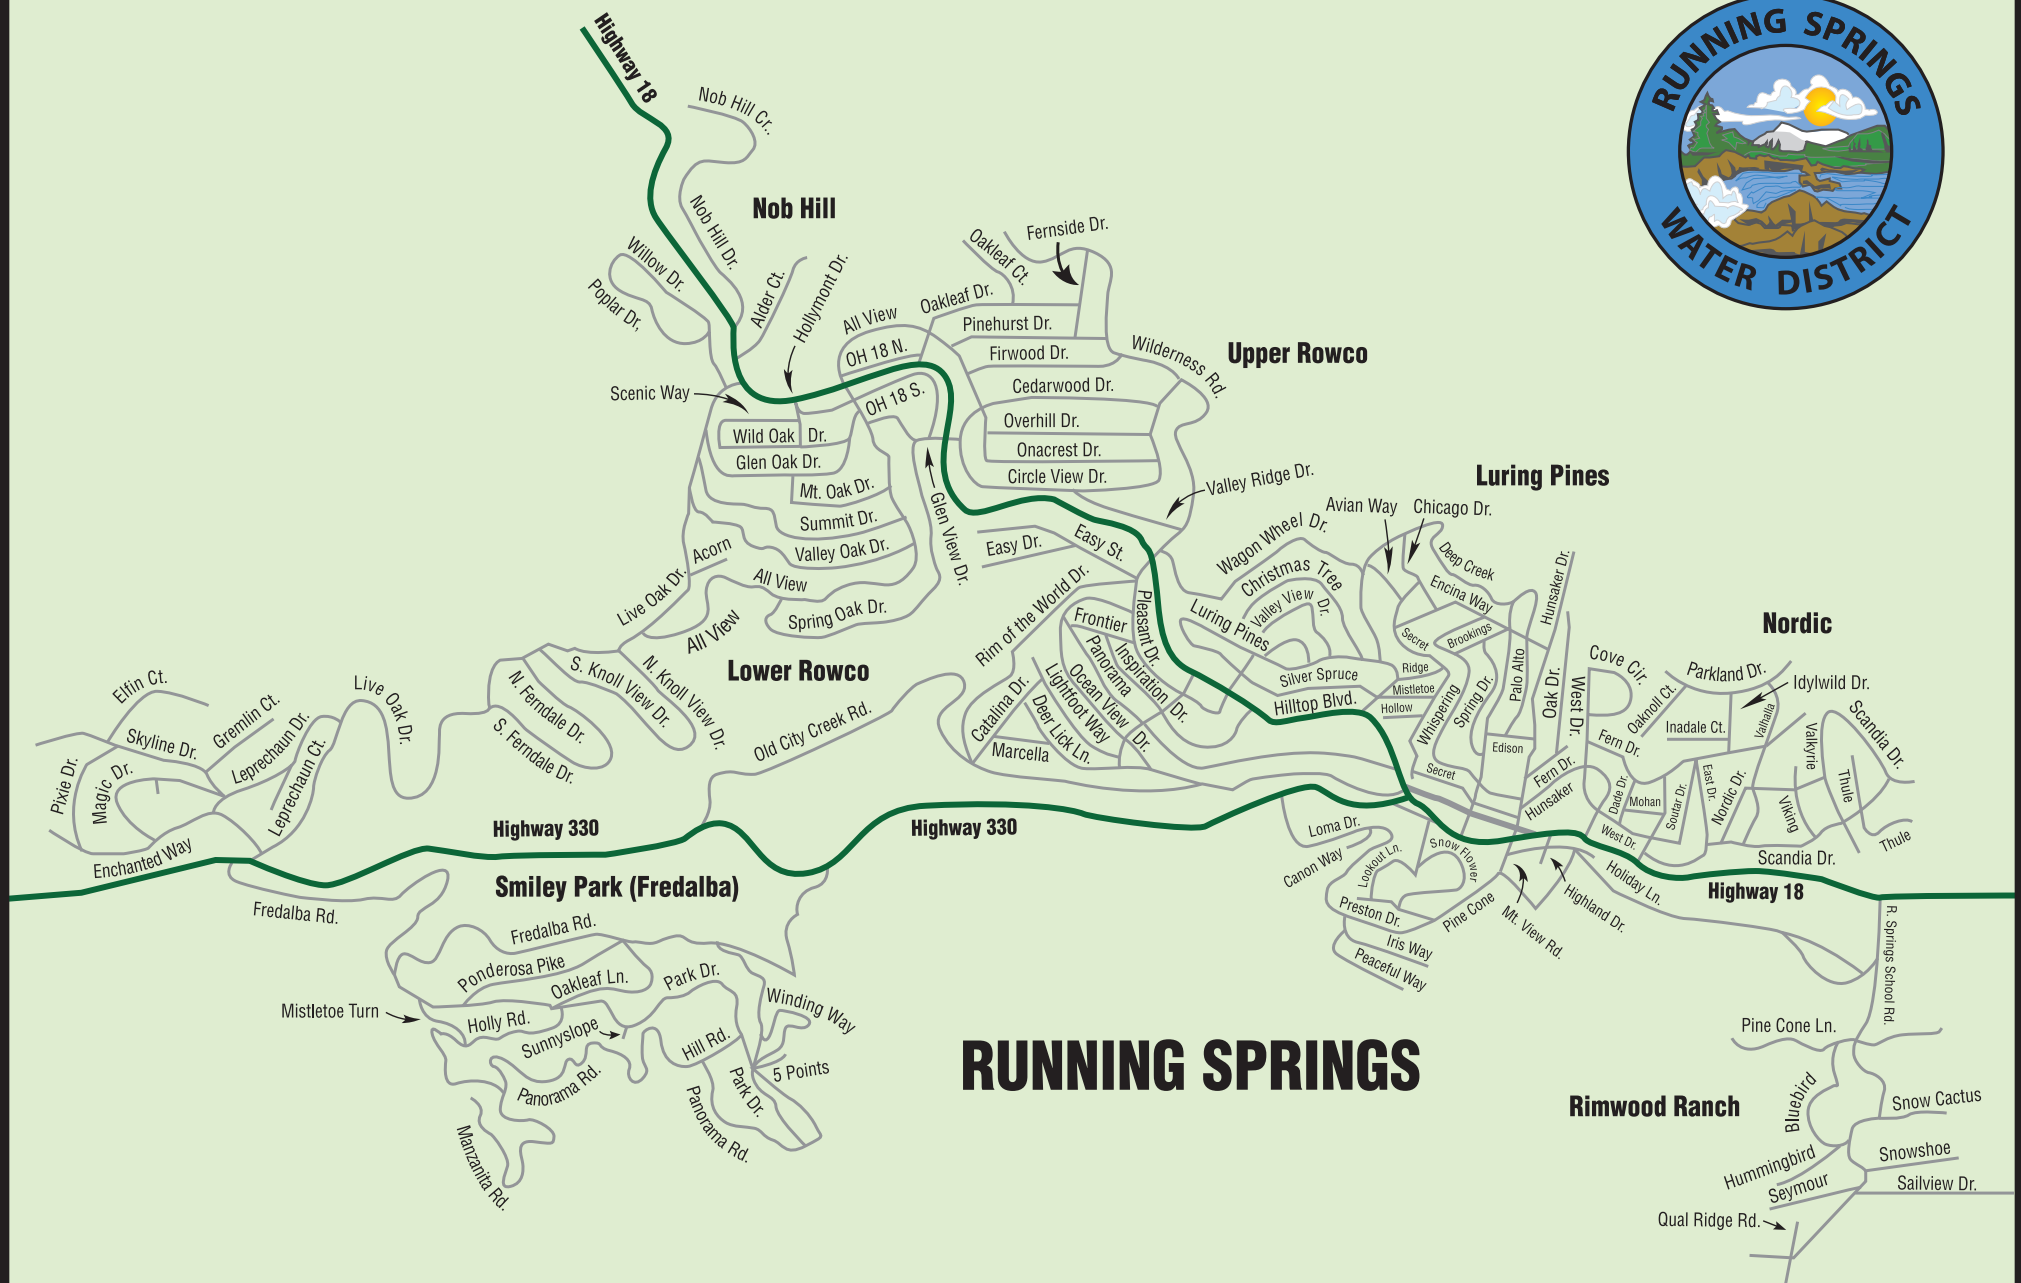 Highway 18
Nob Hill Cr..
RUNNING SPRINGS
WATER DISTRICT
Nob Hill
Nob Hill Dr.
Willow Dr.
Poplar Dr,
Alder Ct.
Hollymont Dr.
Fernside Dr.
Oakleaf Ct.
Oakleaf Dr.
All View
OH 18 N.
OH 18 S.
Pinehurst Dr.
Firwood Dr.
Wilderness Rd.
Upper Rowco
Cedarwood Dr.
Overhill Dr.
Onacrest Dr.
Circle View Dr.
Scenic Way
Wild Oak Dr.
Glen Oak Dr.
Mt. Oak Dr.
Summit Dr.
Valley Oak Dr.
Glen View Dr.
Valley Ridge Dr.
Luring Pines
Avian Way
Chicago Dr.
Easy Dr.
Easy St.
Wagon Wheel Dr.
Christmas Tree
Dr.
Valley View
Deep Creek
Encina Way
Hunsaker Dr.
Acorn
Live Oak Dr.
All View
All View
Spring Oak Dr.
Rim of the World Dr.
Pleasant Dr.
Frontier
Luring Pines
Secret
Brookings
Nordic
Lower Rowco
N. Knoll View Dr.
S. Knoll View Dr.
N. Ferndale Dr.
S. Ferndale Dr.
Panorama
Inspiration Dr.
Ocean View
Dr.
Lightfoot Way
Deer Lick Ln.
Catalina Dr.
Marcella
Silver Spruce
Hilltop Blvd.
Ridge
Mistletoe
Hollow
Whispering
Spring Dr.
Palo Alto
Oak Dr.
West Dr.
Cove Cir.
Parkland Dr.
Idylwild Dr.
Oaknoll Ct.
Inadale Ct.
Valhalla
Valkyrie
Scandia Dr.
Elfin Ct.
Skyline Dr.
Gremlin Ct.
Leprechaun Dr.
Leprechaun Ct.
Live Oak Dr.
Pixie Dr.
Magic Dr.
Enchanted Way
Old City Creek Rd.
Edison
Secret
Fern Dr.
Fern Dr.
Hunsaker
Dade Dr.
Mohan
Soutar Dr.
East Dr.
Nordic Dr.
Viking
Thule
Thule
West Dr.
Scandia Dr.
Highway 330
Highway 330
Loma Dr.
Canon Way
Lookout Ln.
Snow Flower
Preston Dr.
Pine Cone
Iris Way
Peaceful Way
Mt. View Rd.
Highland Dr.
Holiday Ln.
Highway 18
R. Springs School Rd.
Smiley Park (Fredalba)
Fredalba Rd.
Fredalba Rd.
Ponderosa Pike
Oakleaf Ln.
Park Dr.
Winding Way
Mistletoe Turn
Holly Rd.
Sunnyslope
Hill Rd.
5 Points
Panorama Rd.
Park Dr.
Panorama Rd.
Manzanita Rd.
RUNNING SPRINGS
Pine Cone Ln.
Rimwood Ranch
Bluebird
Snow Cactus
Hummingbird
Snowshoe
Seymour
Sailview Dr.
Qual Ridge Rd.